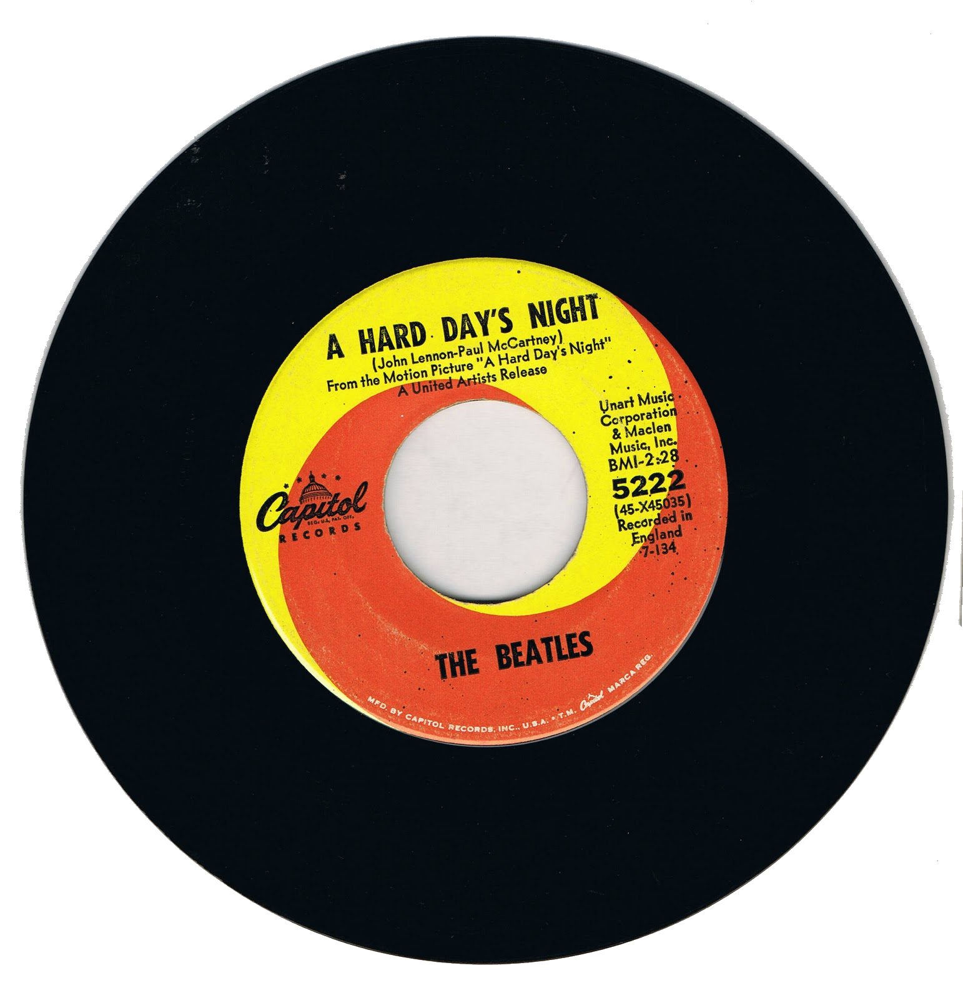 A HARD DAY'S NIGHT
(John Lennon-Paul McCartney)
From the Motion Picture "A Hard Day's Night"
A United Artists Release
Unart Music
Corporation
& Maclen
Music, Inc.
BMI-2:28
5222
(45-X45035)
Recorded in
England
7-134
Capitol
REG. U.S. PAT. OFF.
RECORDS
THE BEATLES
MFD. BY CAPITOL RECORDS, INC., U.S.A. • T.M. Capitol MARCA REG.